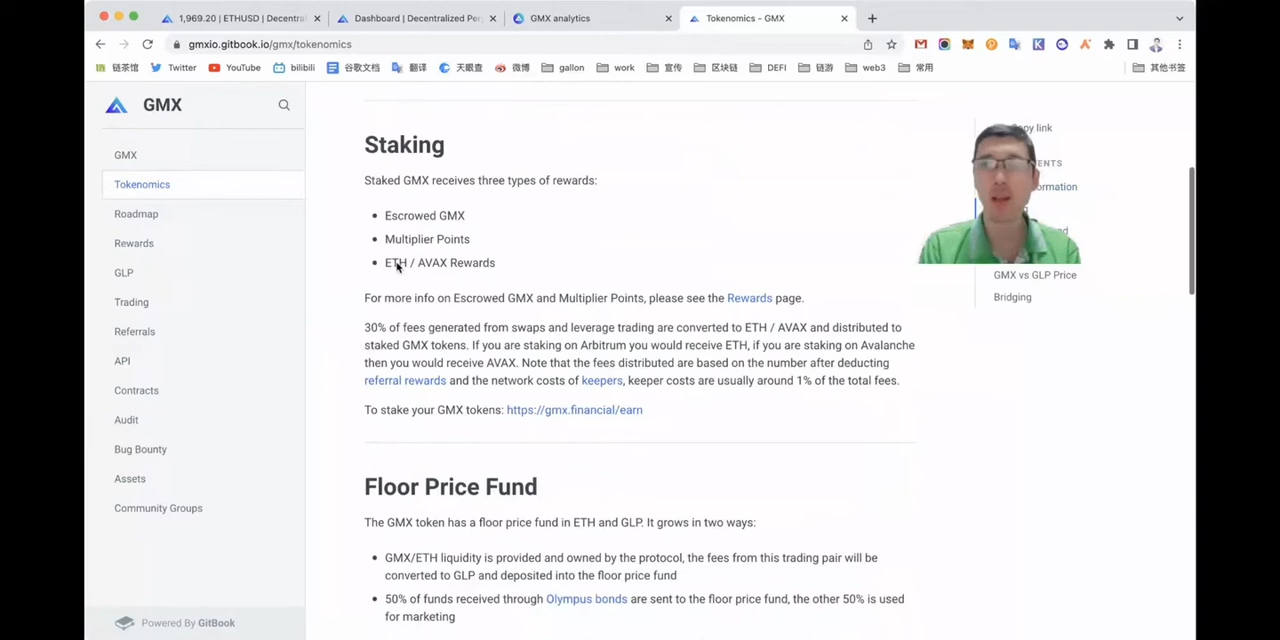 1,969.20 | ETHUSD | Decentra
Dashboard | Decentralized Per
GMX analytics
Tokenomics - GMX
gmxio.gitbook.io/gmx/tokenomics
链茶馆
Twitter
YouTube
bilibili
谷歌文档
翻译
天眼查
微博
gallon
work
宣传
区块链
DEFI
链游
web3
常用
其他书签
GMX
GMX
Tokenomics
Roadmap
Rewards
GLP
Trading
Referrals
API
Contracts
Audit
Bug Bounty
Assets
Community Groups
Powered By GitBook
Staking
Staked GMX receives three types of rewards:
Escrowed GMX
Multiplier Points
ETH / AVAX Rewards
For more info on Escrowed GMX and Multiplier Points, please see the Rewards page.
30% of fees generated from swaps and leverage trading are converted to ETH / AVAX and distributed to
staked GMX tokens. If you are staking on Arbitrum you would receive ETH, if you are staking on Avalanche
then you would receive AVAX. Note that the fees distributed are based on the number after deducting
referral rewards and the network costs of keepers, keeper costs are usually around 1% of the total fees.
To stake your GMX tokens: https://gmx.financial/earn
Floor Price Fund
The GMX token has a floor price fund in ETH and GLP. It grows in two ways:
GMX/ETH liquidity is provided and owned by the protocol, the fees from this trading pair will be
converted to GLP and deposited into the floor price fund
50% of funds received through Olympus bonds are sent to the floor price fund, the other 50% is used
for marketing
link
GMX vs GLP Price
Bridging